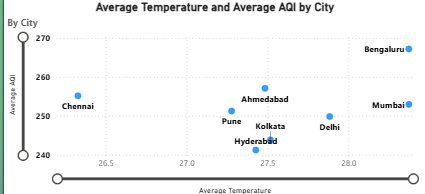 Average Temperature and Average AQI by City
By City
270
Bengaluru
260
Ahmedabad
Chennai
Mumbai
Average AQI
250
Pune
Kolkata
Delhi
Hyderabad
240
26.5 27.0 27.5 28.0
Average Temperature